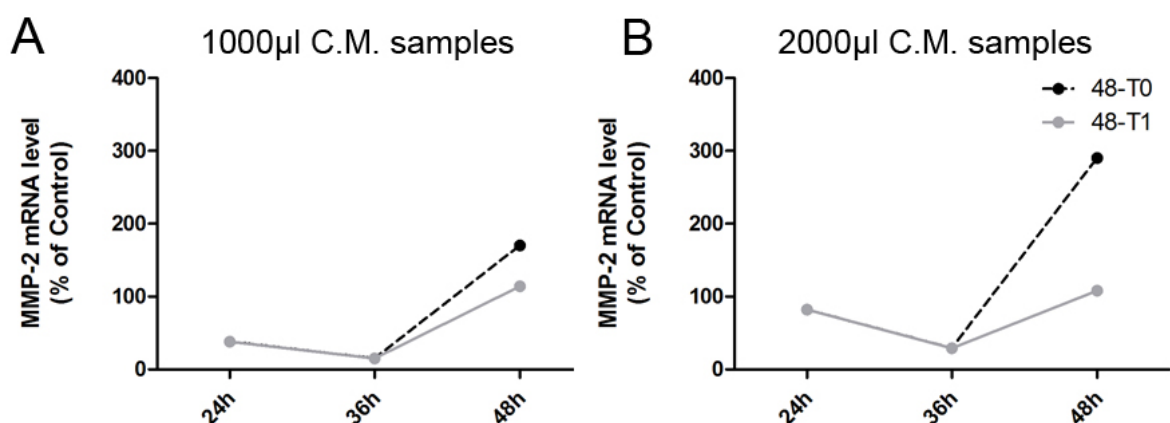 A
1000µl C.M. samples
MMP-2 mRNA level
(% of Control)
400
300
200
100
0
24h
36h
48h
B
2000µl C.M. samples
MMP-2 mRNA level
(% of Control)
400
300
200
100
0
24h
36h
48h
48-T0
48-T1